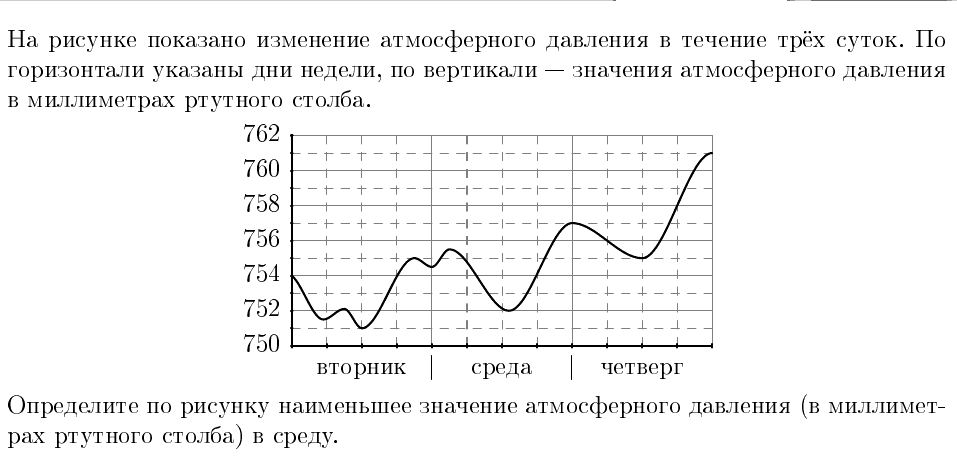 На рисунке показано изменение атмосферного давления в течение трёх суток. По
горизонтали указаны дни недели, по вертикали — значения атмосферного давления
в миллиметрах ртутного столба.
762
760
758
756
754
752
750
вторник среда четверг
Определите по рисунку наименьшее значение атмосферного давления (в миллимет-
рах ртутного столба) в среду.